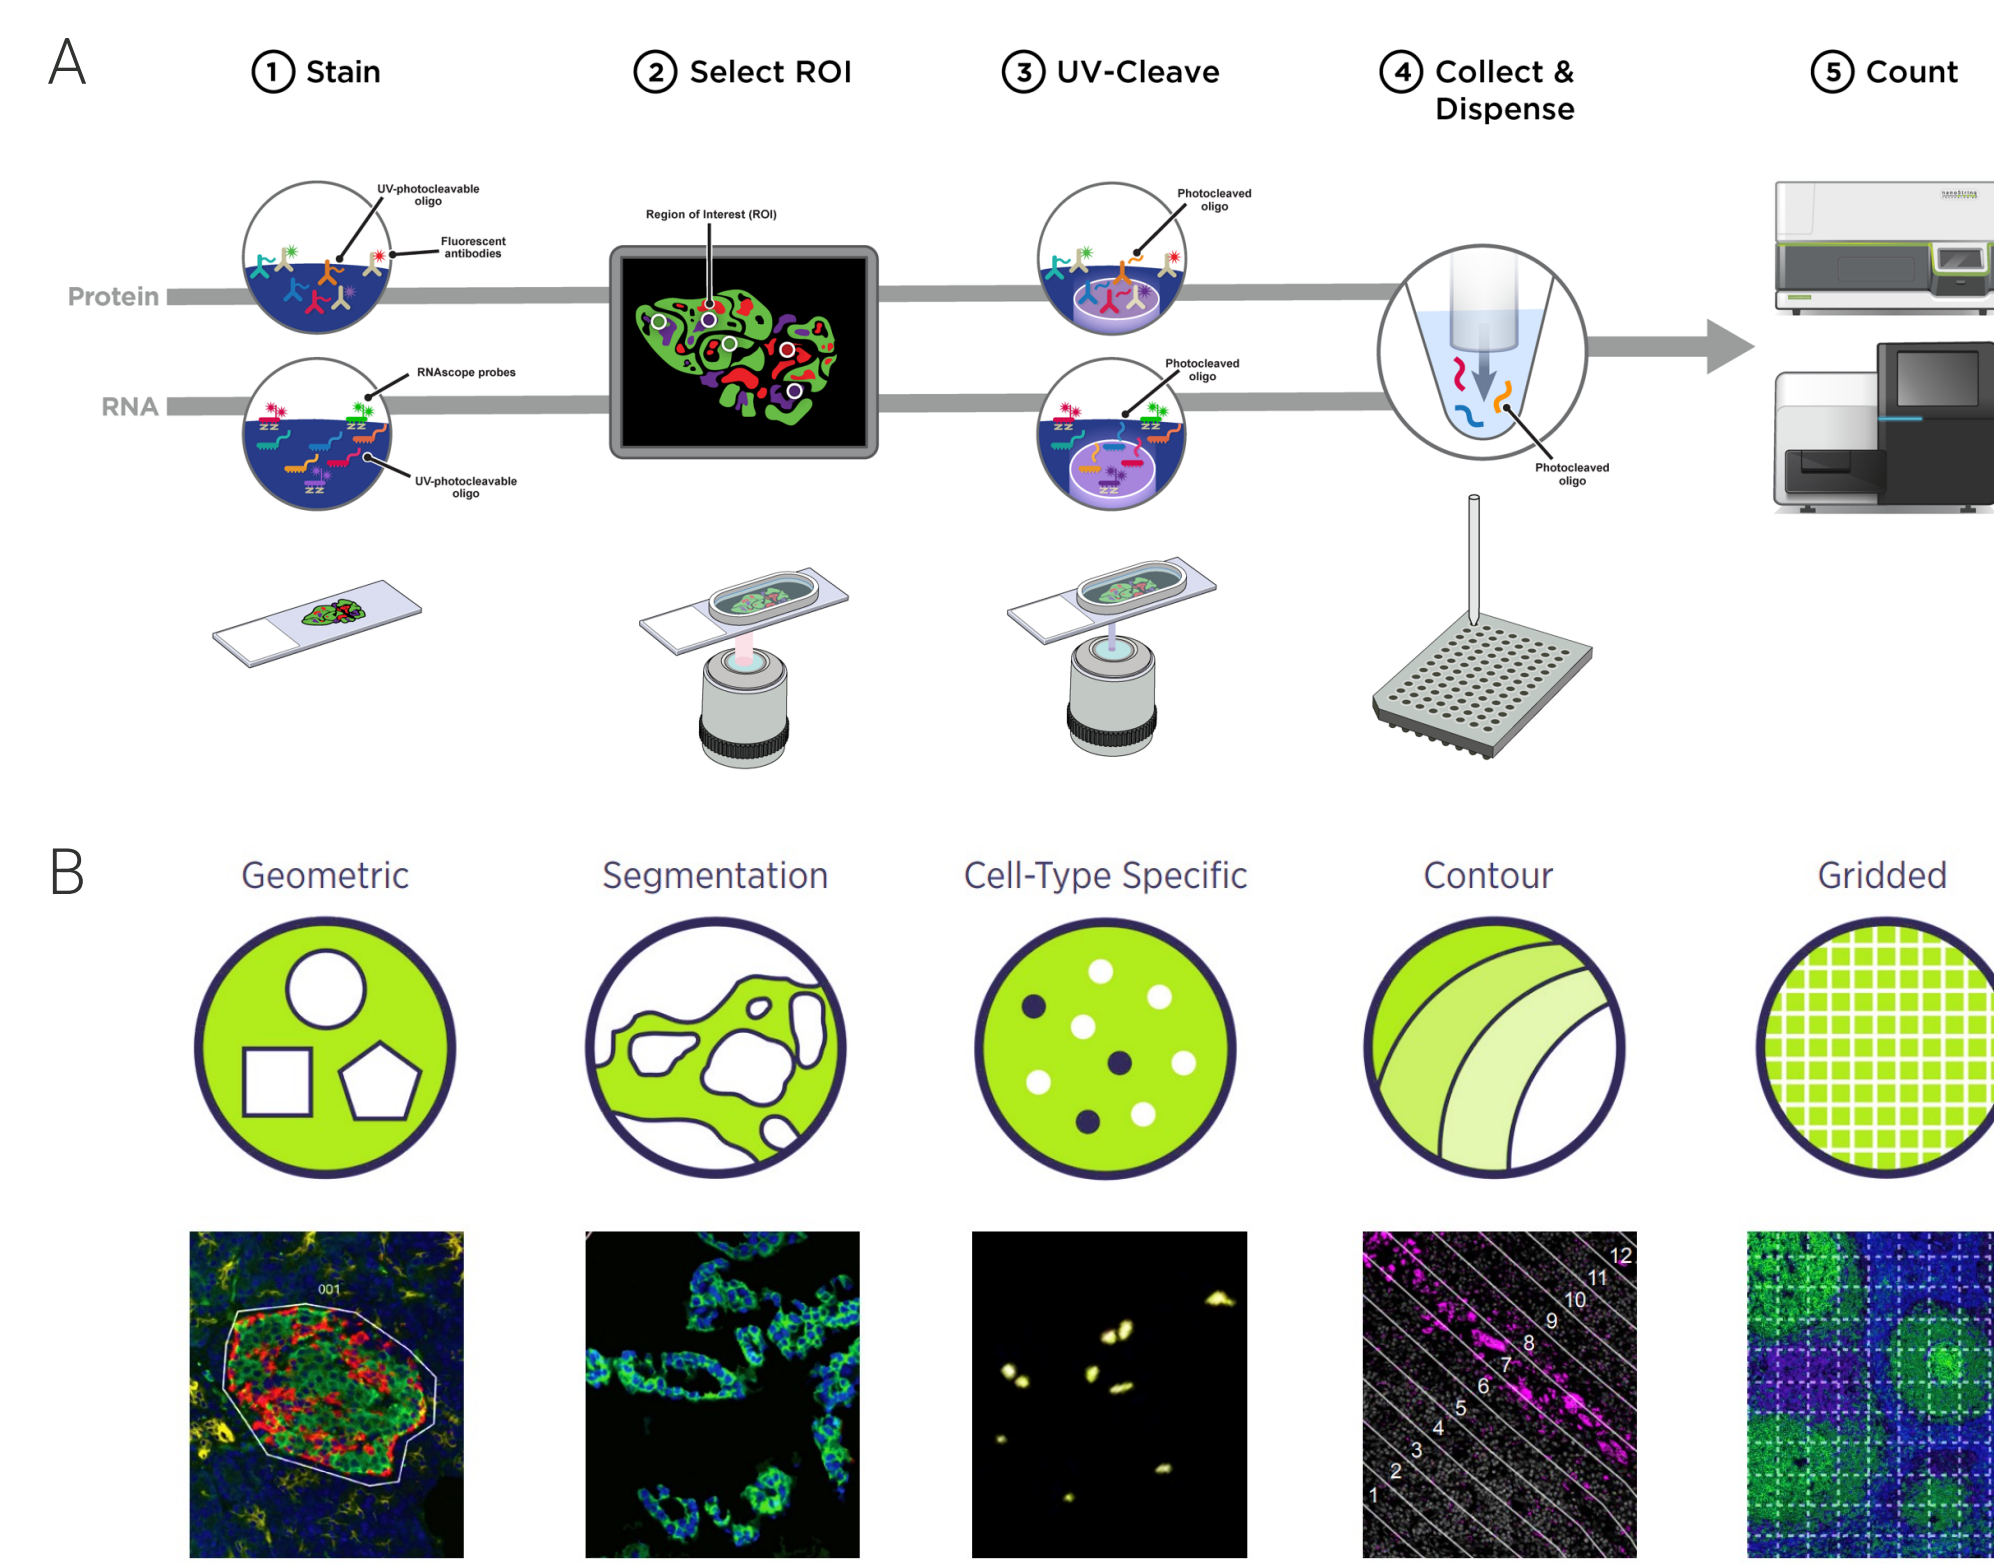 A
1 Stain
2 Select ROI
3 UV-Cleave
4 Collect &
Dispense
5 Count
UV-photocleavable
oligo
Fluorescent
antibodies
Region of Interest (ROI)
Photocleaved
oligo
nanoString
Protein
RNA
RNAscope probes
UV-photocleavable
oligo
Photocleaved
oligo
Photocleaved
oligo
B
Geometric
Segmentation
Cell-Type Specific
Contour
Gridded
001
12
11
10
9
8
7
6
5
4
3
2
1